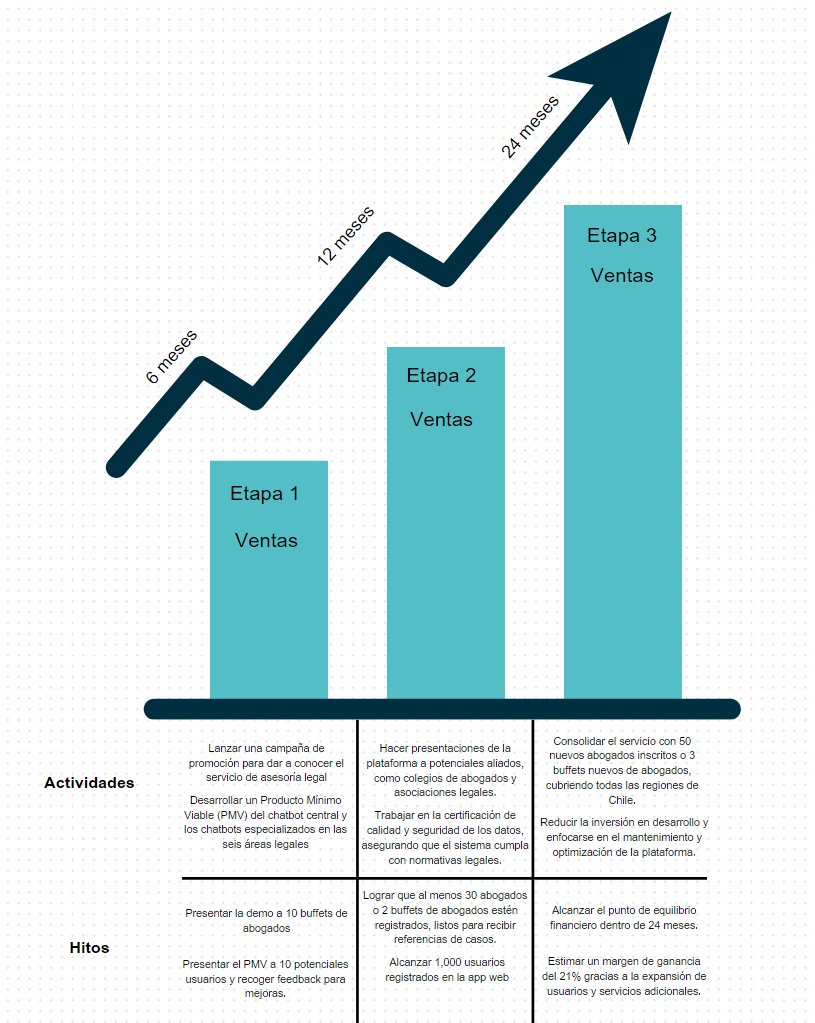 24 meses
12 meses
6 meses
Etapa 3
Ventas
Etapa 2
Ventas
Etapa 1
Ventas
Actividades
Lanzar una campaña de
promoción para dar a conocer el
servicio de asesoría legal
Desarrollar un Producto Mínimo
Viable (PMV) del chatbot central y
los chatbots especializados en las
seis áreas legales
Hacer presentaciones de la
plataforma a potenciales aliados,
como colegios de abogados y
asociaciones legales.
Trabajar en la certificación de
calidad y seguridad de los datos,
asegurando que el sistema cumpla
con normativas legales.
Consolidar el servicio con 50
nuevos abogados inscritos o 3
buffets nuevos de abogados,
cubriendo todas las regiones de
Chile.
Reducir la inversión en desarrollo y
enfocarse en el mantenimiento y
optimización de la plataforma.
Hitos
Presentar la demo a 10 buffets de
abogados
Presentar el PMV a 10 potenciales
usuarios y recoger feedback para
mejoras.
Lograr que al menos 30 abogados
o 2 buffets de abogados estén
registrados, listos para recibir
referencias de casos.
Alcanzar 1,000 usuarios
registrados en la app web
Alcanzar el punto de equilibrio
financiero dentro de 24 meses.
Estimar un margen de ganancia
del 21% gracias a la expansión de
usuarios y servicios adicionales.